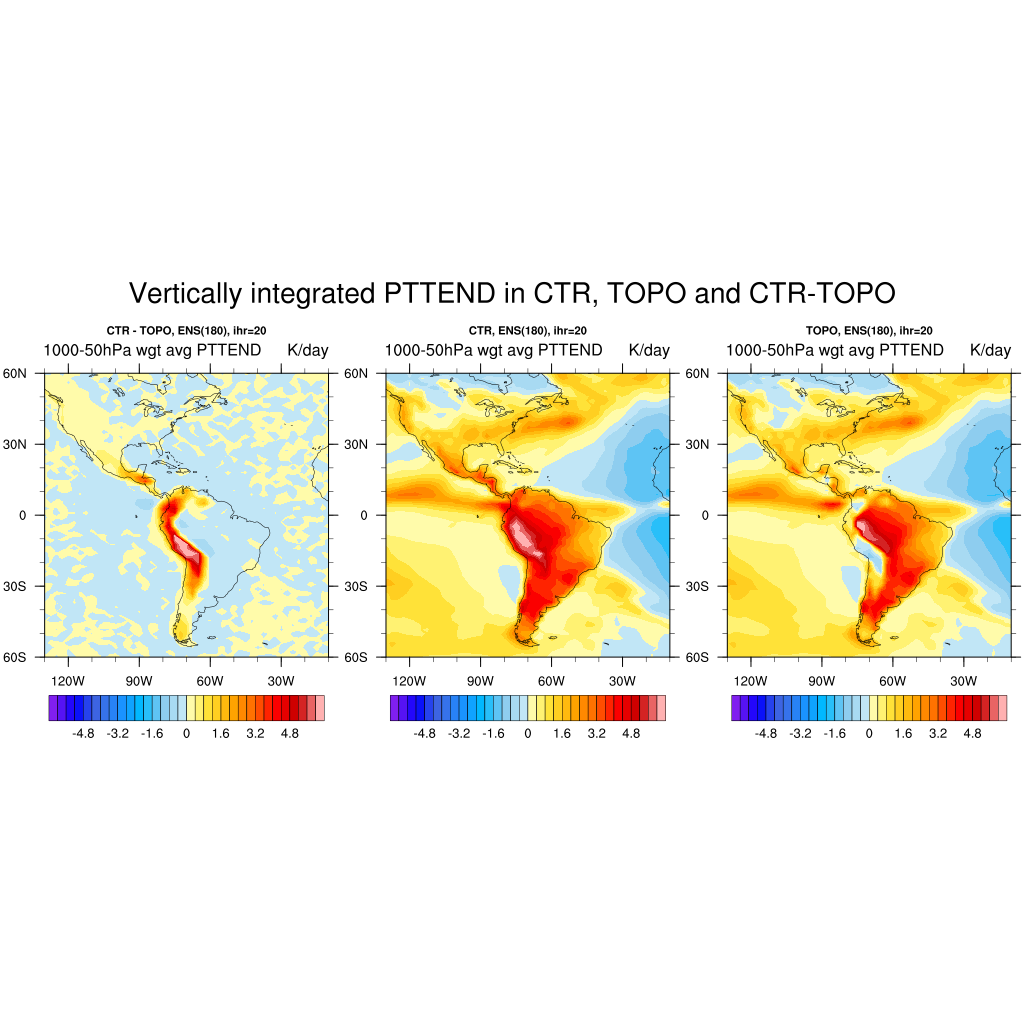 Vertically integrated PTTEND in CTR, TOPO and CTR-TOPO
CTR - TOPO, ENS(180), ihr=20
1000-50hPa wgt avg PTTEND K/day
60N
30N
0
30S
60S
120W 90W 60W 30W
-4.8 -3.2 -1.6 0 1.6 3.2 4.8
CTR, ENS(180), ihr=20
1000-50hPa wgt avg PTTEND K/day
60N
30N
0
30S
60S
120W 90W 60W 30W
-4.8 -3.2 -1.6 0 1.6 3.2 4.8
TOPO, ENS(180), ihr=20
1000-50hPa wgt avg PTTEND K/day
60N
30N
0
30S
60S
120W 90W 60W 30W
-4.8 -3.2 -1.6 0 1.6 3.2 4.8